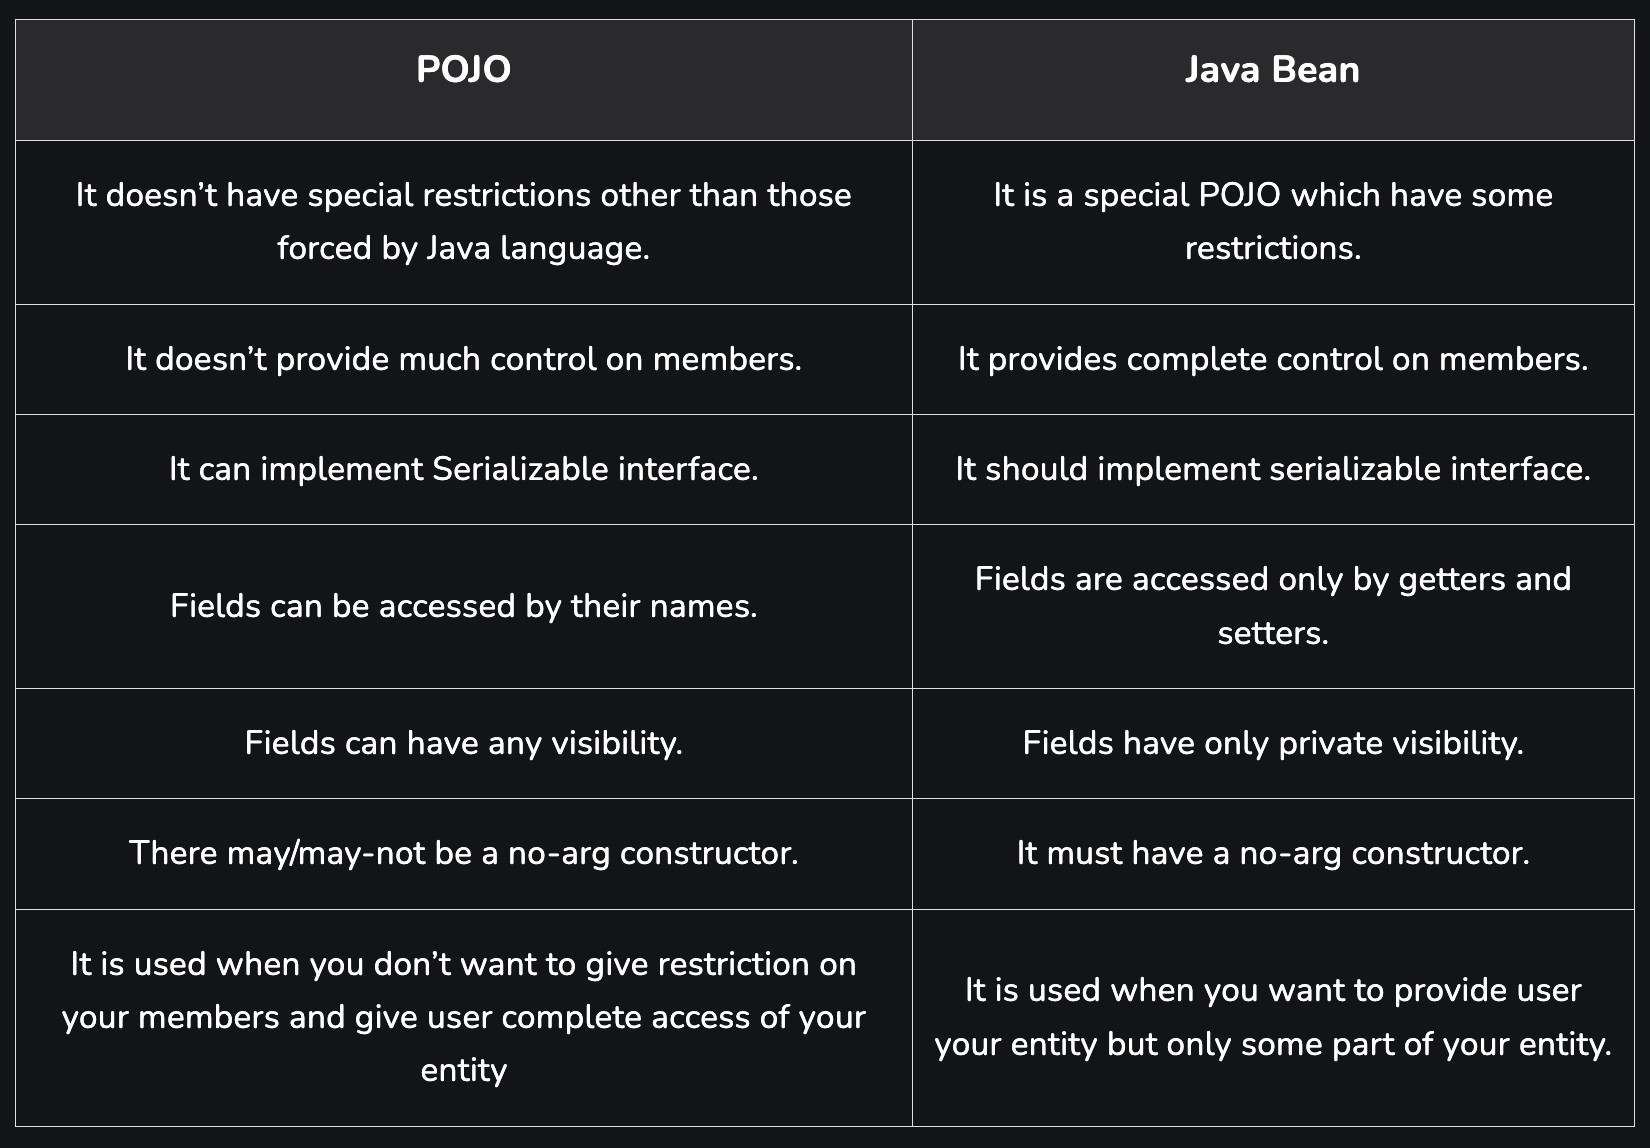 POJO
Java Bean
It doesn’t have special restrictions other than those
forced by Java language.
It is a special POJO which have some
restrictions.
It doesn’t provide much control on members.
It provides complete control on members.
It can implement Serializable interface.
It should implement serializable interface.
Fields can be accessed by their names.
Fields are accessed only by getters and
setters.
Fields can have any visibility.
Fields have only private visibility.
There may/may-not be a no-arg constructor.
It must have a no-arg constructor.
It is used when you don’t want to give restriction on
your members and give user complete access of your
entity
It is used when you want to provide user
your entity but only some part of your entity.